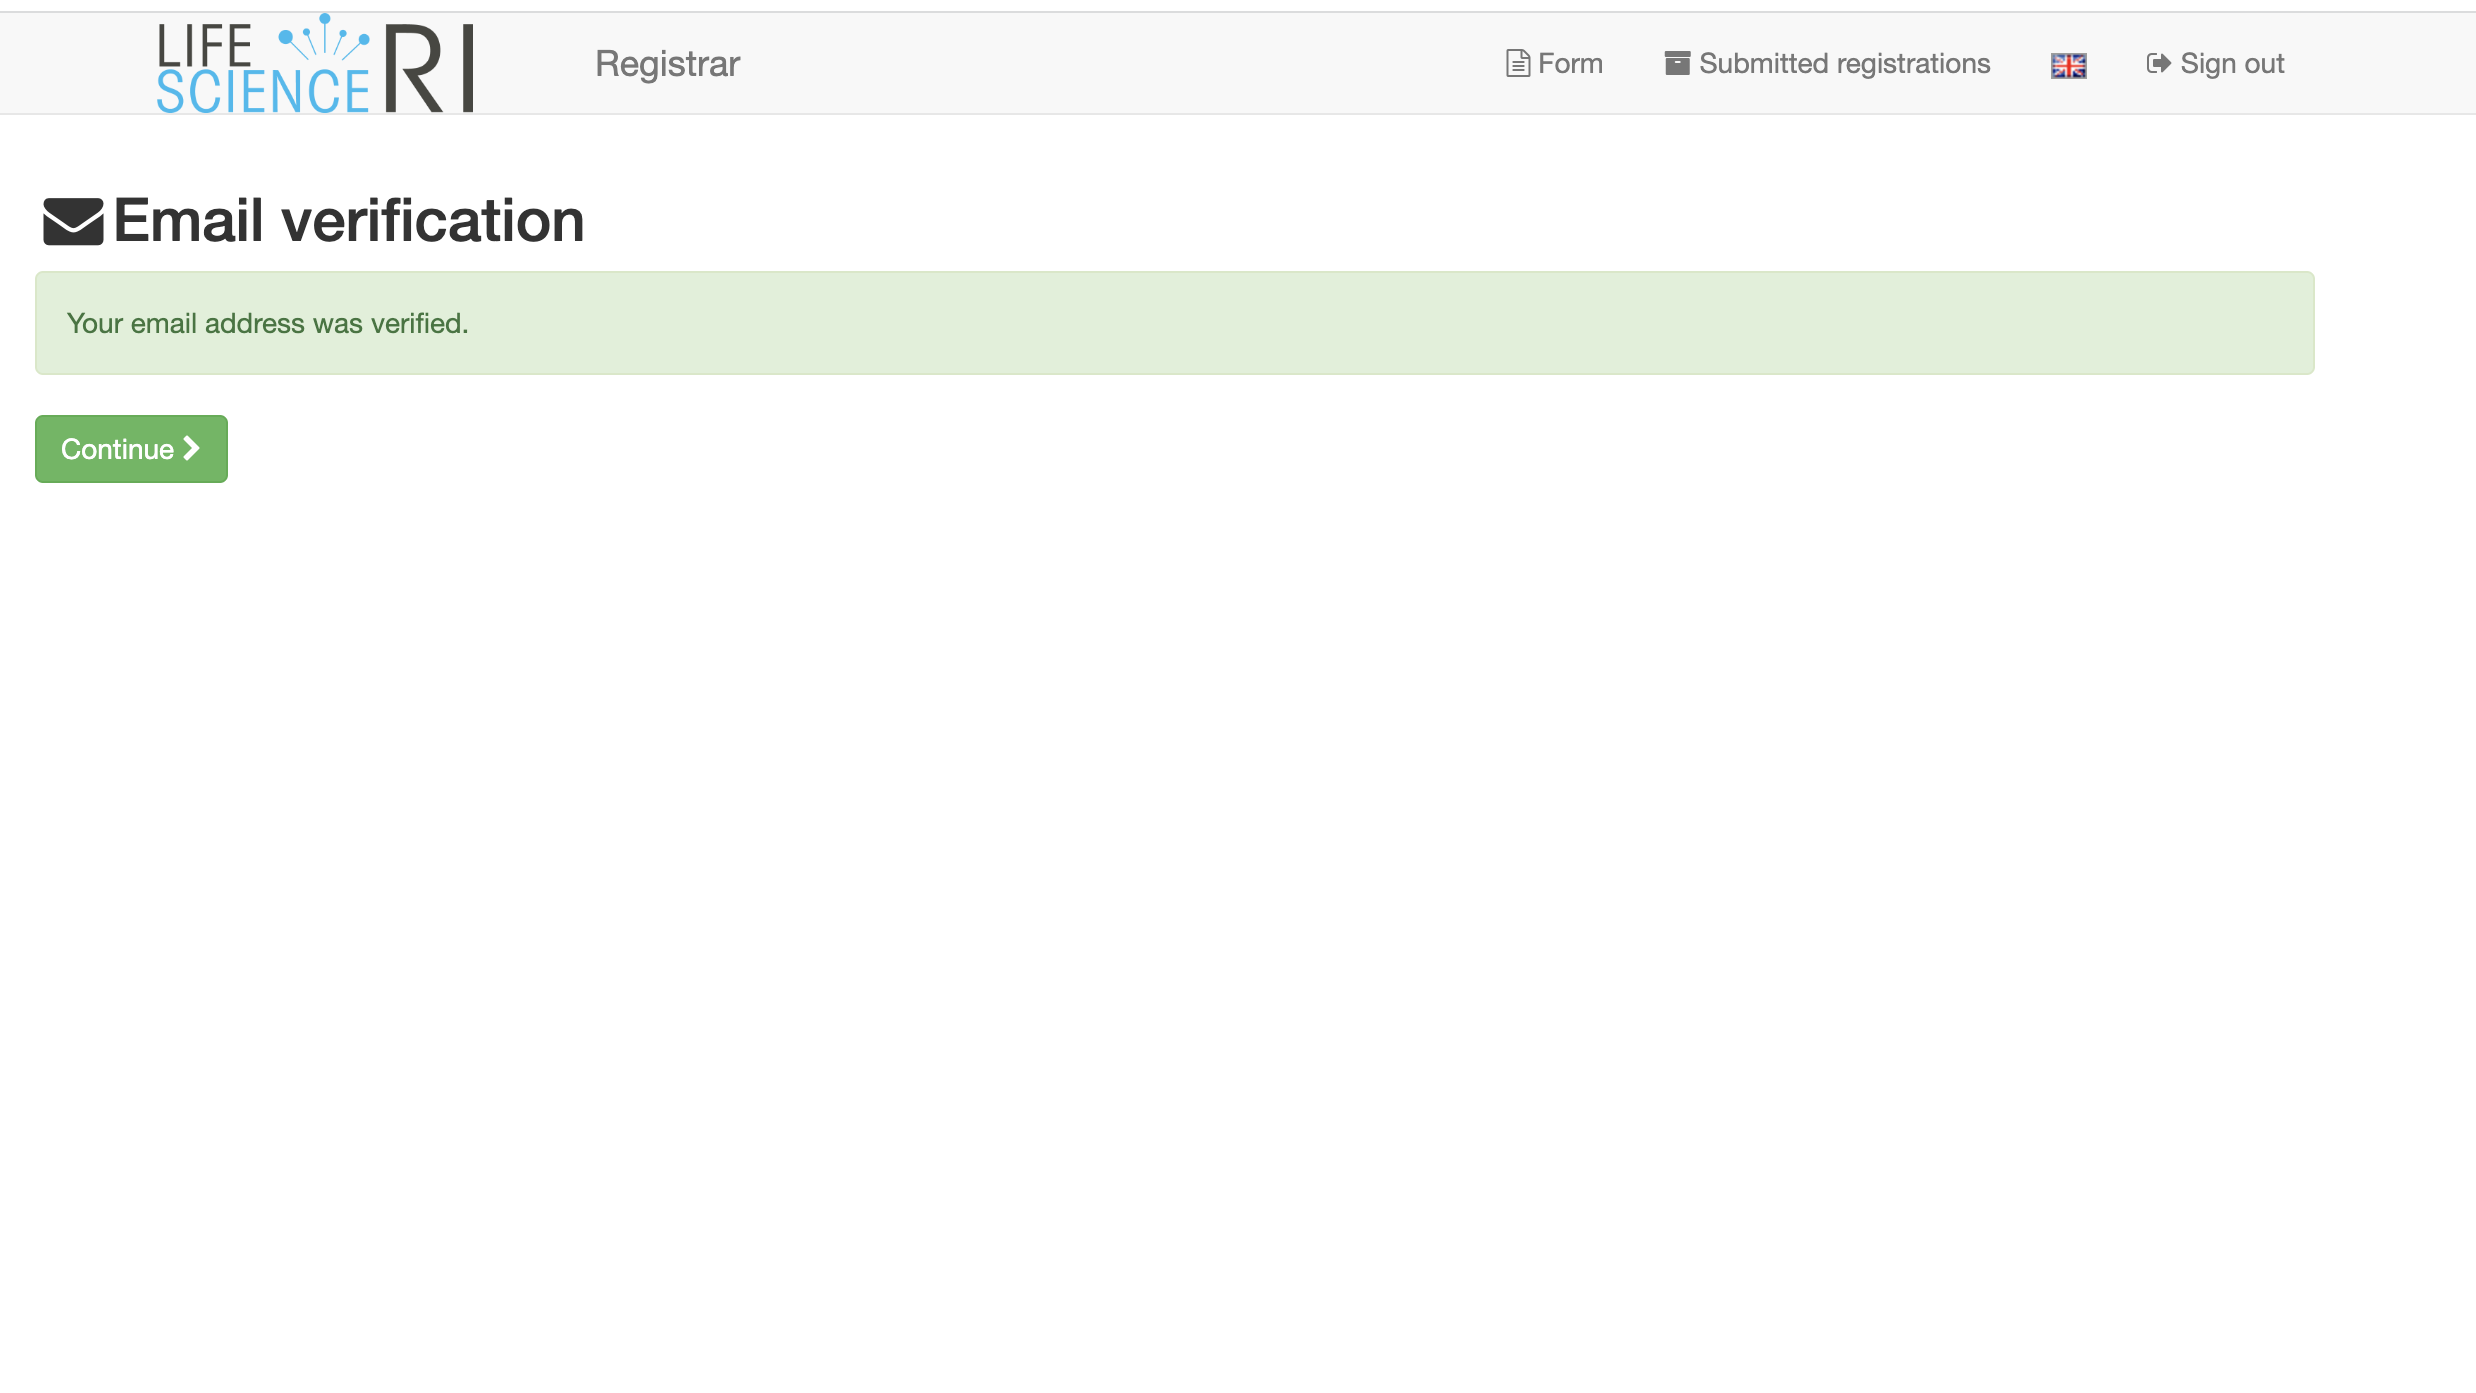 LIFE
SCIENCE RI
Registrar
Form
Submitted registrations
Sign out
Email verification
Your email address was verified.
Continue